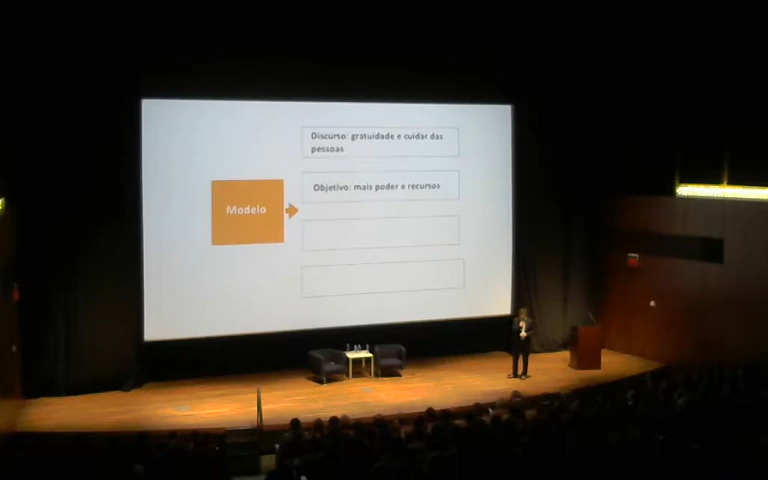 Discurso: gratuidade e cuidar das
pessoas
Objetivo: mais poder e recursos
Modelo